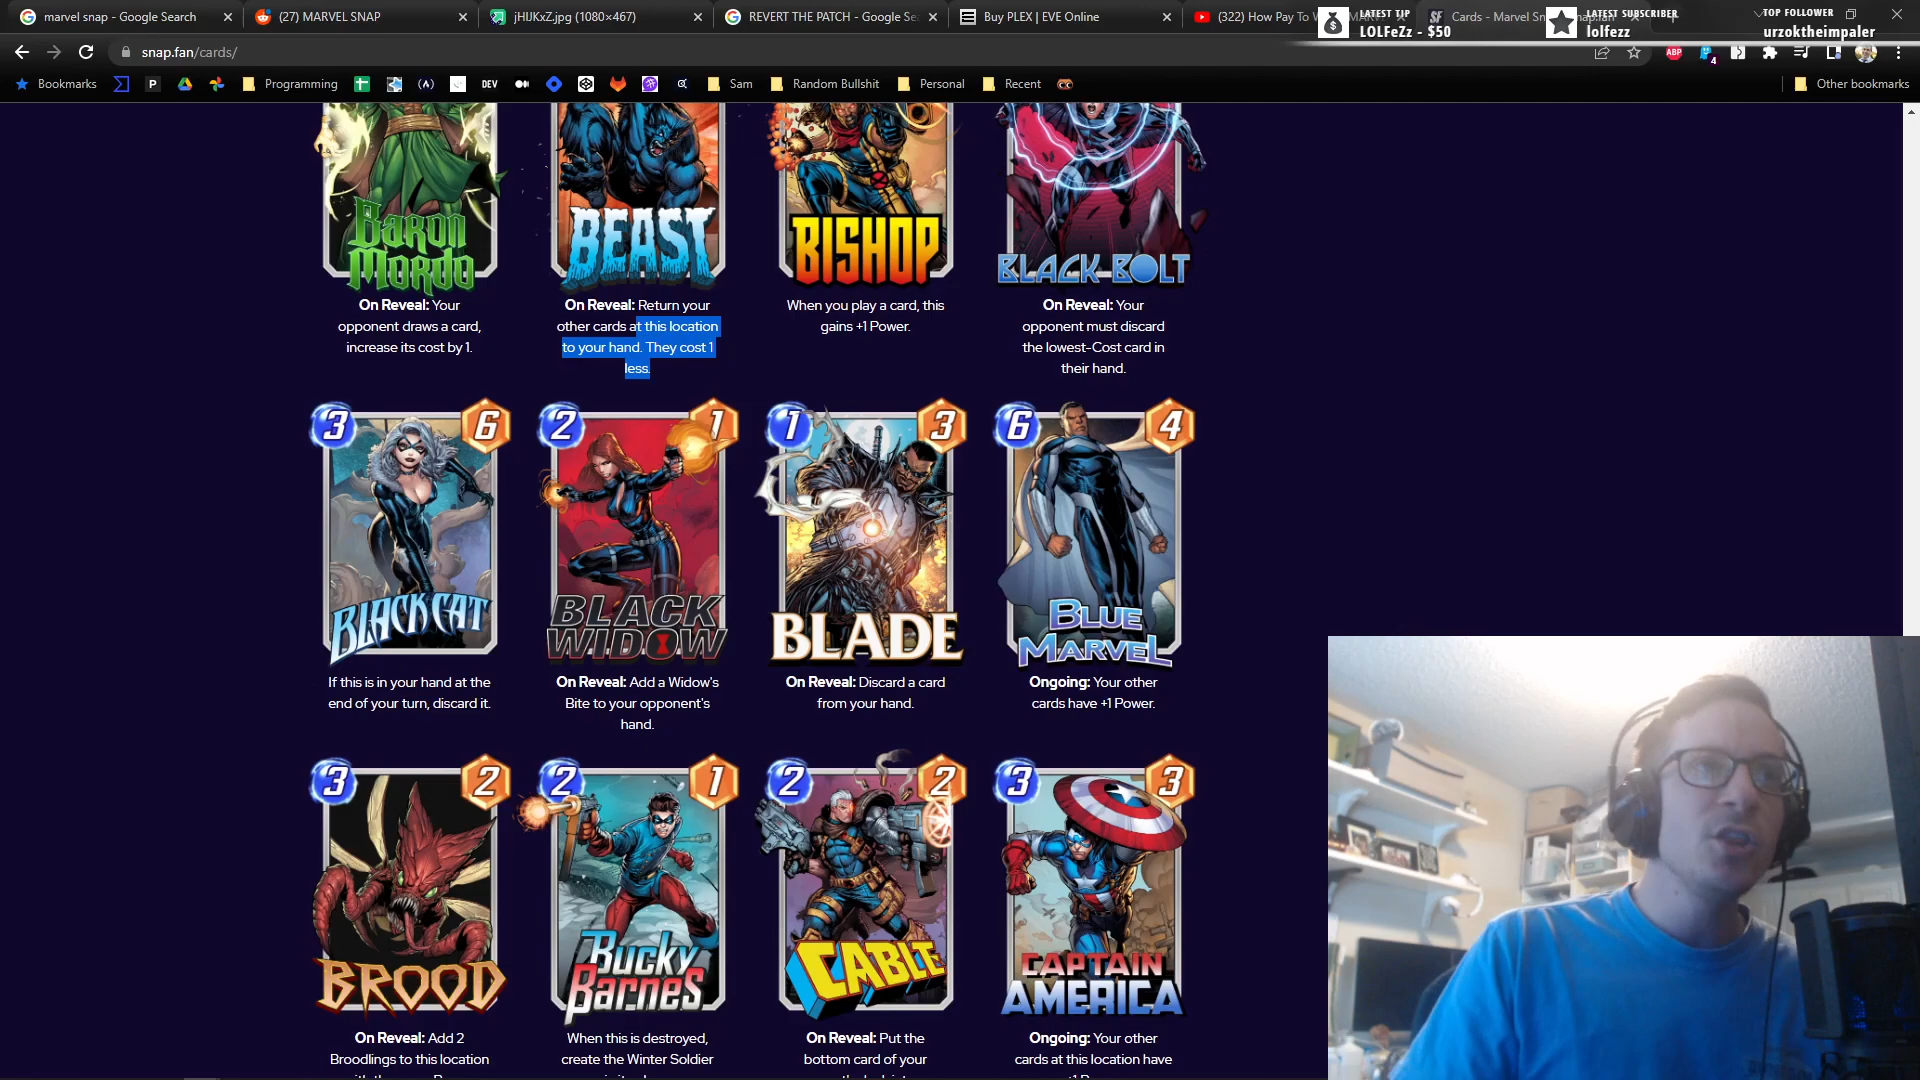 marvel snap - Google Search
(27) MARVEL SNAP
jHIJKxZ.jpg (1080×467)
REVERT THE PATCH - Google Se
Buy PLEX | EVE Online
(322) How Pay To W
Cards - Marvel Sn
LATEST TIP
LOLFeZz - $50
LATEST SUBSCRIBER
lolfezz
TOP FOLLOWER
urzoktheimpaler
snap.fan/cards/
ABP
4
Bookmarks
P
Programming
(A)
DEV
Sam
Random Bullshit
Personal
Recent
Other bookmarks
BARON
MORDO
BEAST
BISHOP
BLACK BOLT
On Reveal: Your
opponent draws a card,
increase its cost by 1.
On Reveal: Return your
other cards at this location
to your hand. They cost 1
less.
When you play a card, this
gains +1 Power.
On Reveal: Your
opponent must discard
the lowest-Cost card in
their hand.
3
6
2
1
1
3
6
4
BLACK CAT
BLACK
WIDOW
BLADE
BLUE
MARVEL
If this is in your hand at the
end of your turn, discard it.
On Reveal: Add a Widow's
Bite to your opponent's
hand.
On Reveal: Discard a card
from your hand.
Ongoing: Your other
cards have +1 Power.
3
2
2
1
2
2
3
3
BROOD
BUCKY
BARNES
CABLE
CAPTAIN
AMERICA
On Reveal: Add 2
Broodlings to this location
When this is destroyed,
create the Winter Soldier
On Reveal: Put the
bottom card of your
Ongoing: Your other
cards at this location have